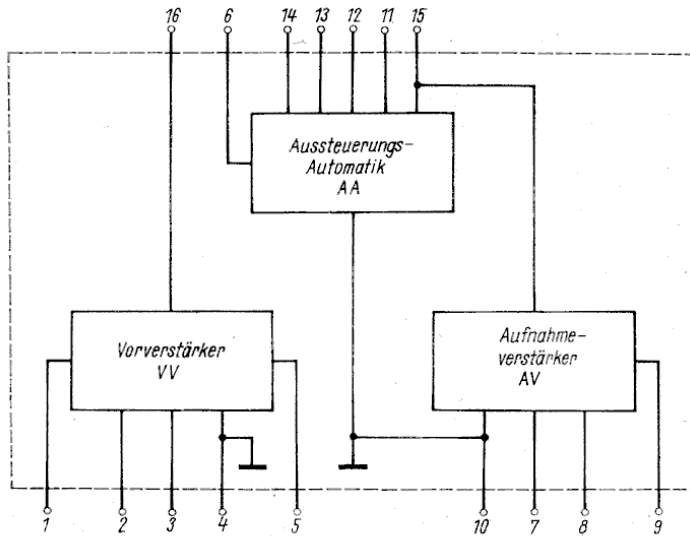 16 6 14 13 12 11 15
Aussteuerungs-
Automatik
AA
Vorverstärker
VV
Aufnahme-
verstärker
AV
1 2 3 4 5 10 7 8 9